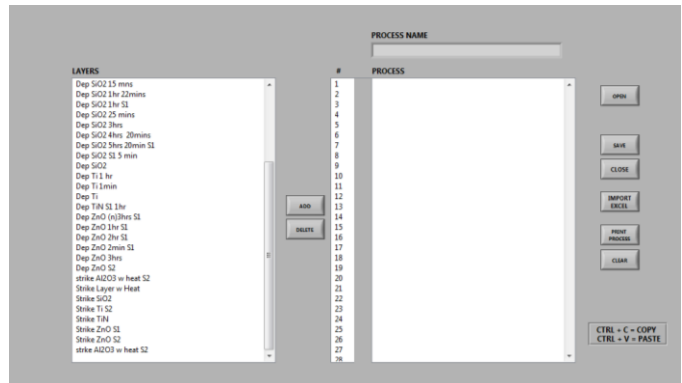 PROCESS NAME
LAYERS
Dep SiO2 15 mns
Dep SiO2 1hr 22mins
Dep SiO2 1hr S1
Dep SiO2 25 mins
Dep SiO2 3hrs
Dep SiO2 4hrs 20mins
Dep SiO2 5hrs 20min S1
Dep SiO2 S1 5 min
Dep SiO2
Dep Ti 1 hr
Dep Ti 1min
Dep Ti
Dep TiN S1 1hr
Dep ZnO (n)3hrs S1
Dep ZnO 1hr S1
Dep ZnO 2hr S1
Dep ZnO 2min S1
Dep ZnO 3hrs
Dep ZnO S2
strike Al2O3 w heat S2
Strike Layer w Heat
Strike SiO2
Strike Ti S2
Strike TiN
Strike ZnO S1
Strike ZnO S2
strke Al2O3 w heat S2
ADD
DELETE
# PROCESS
1
2
3
4
5
6
7
8
9
10
11
12
13
14
15
16
17
18
19
20
21
22
23
24
25
26
27
28
OPEN
SAVE
CLOSE
IMPORT
EXCEL
PRINT
PROCESS
CLEAR
CTRL + C = COPY
CTRL + V = PASTE